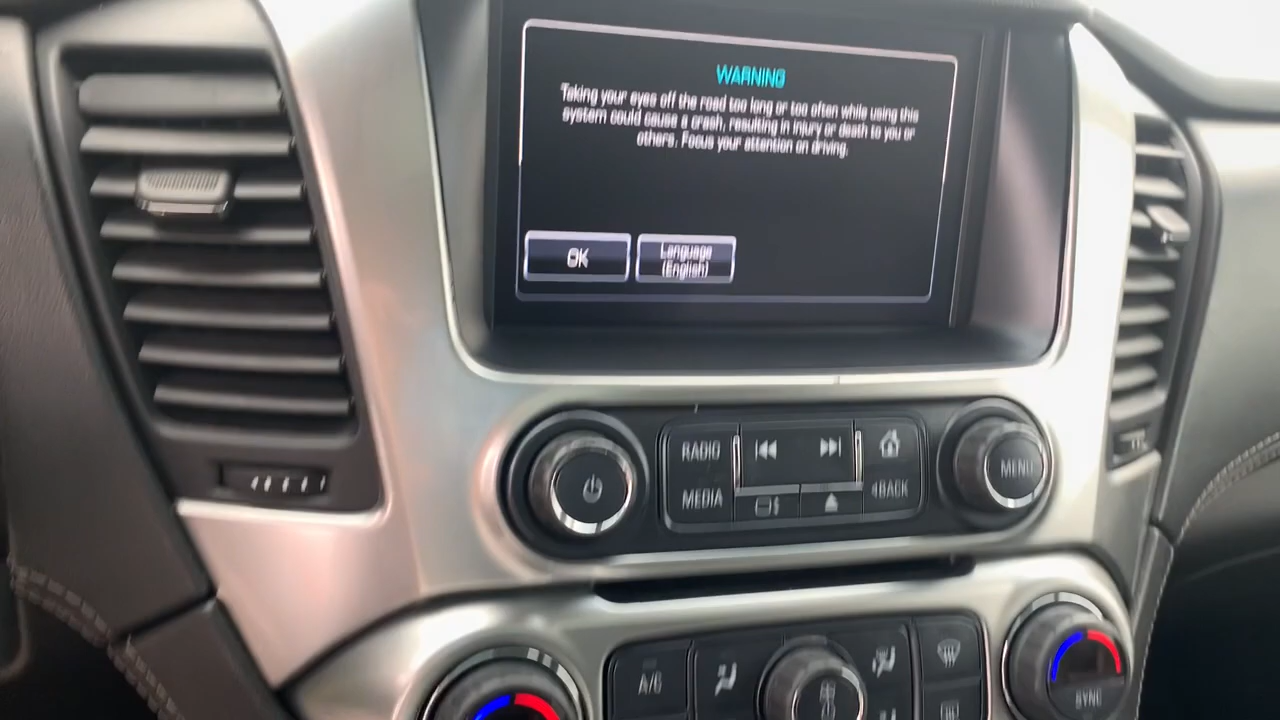 WARNING
Taking your eyes off the road too long or too often while using this
system could cause a crash, resulting in injury or death to you or
others. Focus your attention on driving.
OK
Language
(English)
RADIO
MEDIA
BACK
MENU
A/C
SYNC